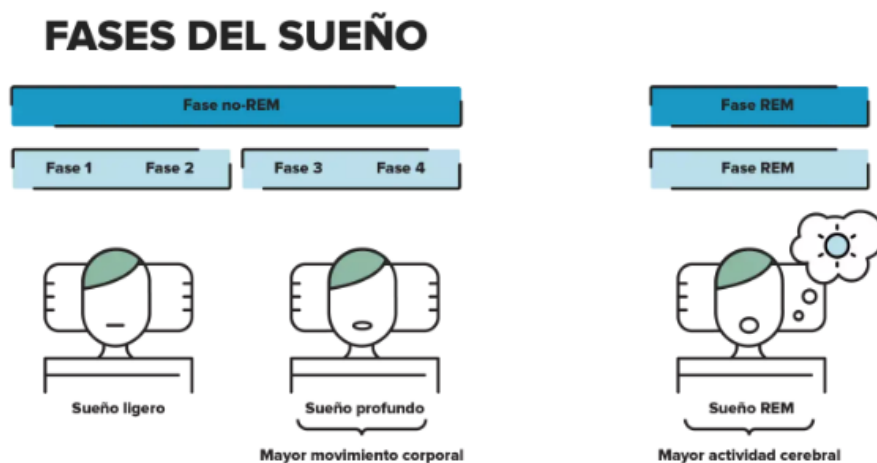 FASES DEL SUEÑO
Fase no-REM
Fase REM
Fase 1
Fase 2
Fase 3
Fase 4
Fase REM
Sueño ligero
Sueño profundo
Sueño REM
Mayor movimiento corporal
Mayor actividad cerebral